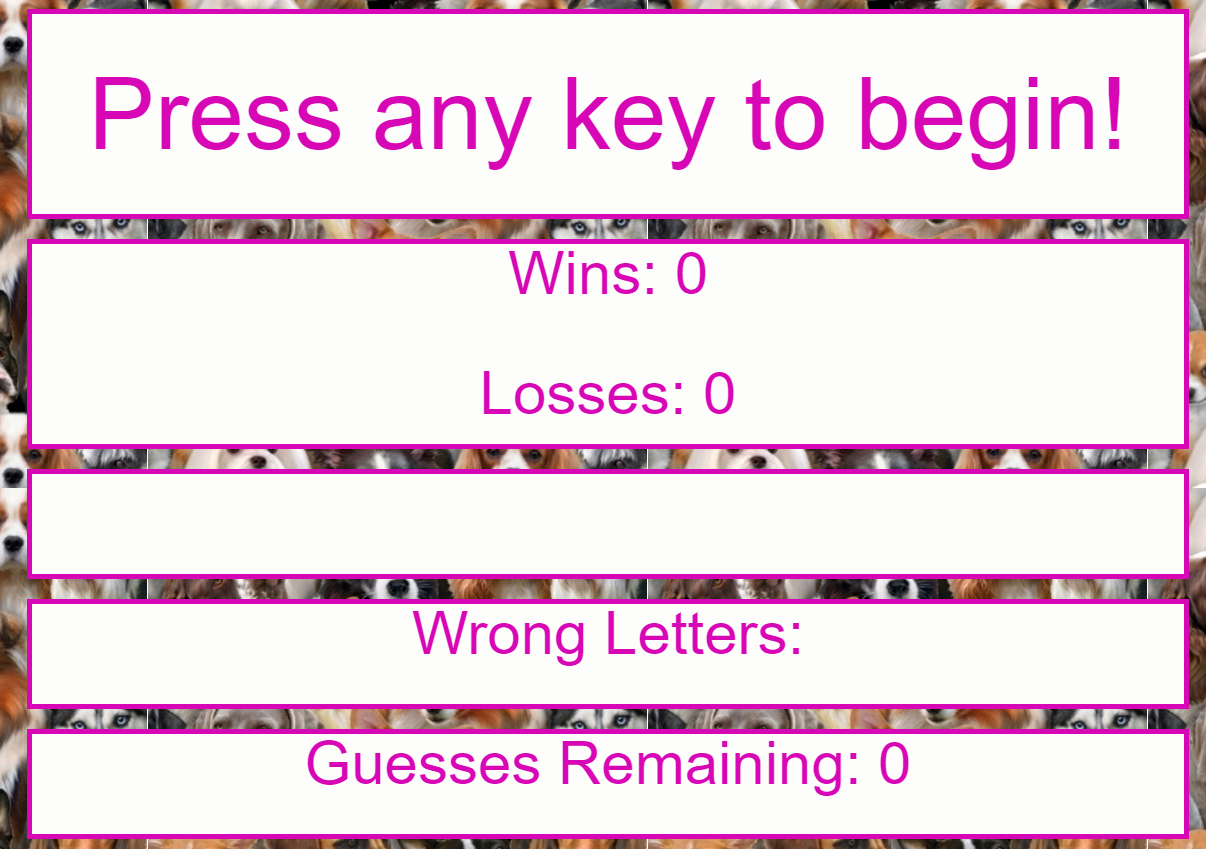 Press any key to begin!
Wins: 0
Losses: 0
Wrong Letters:
Guesses Remaining: 0